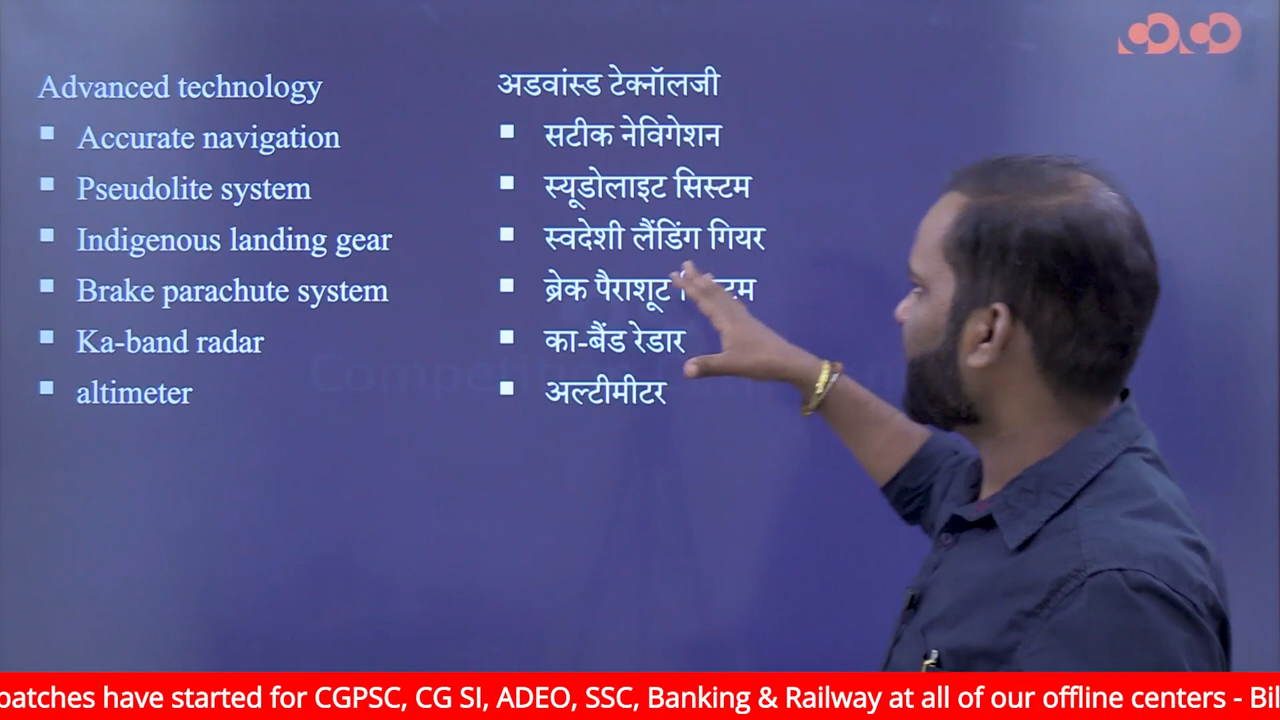 Advanced technology
▪ Accurate navigation
▪ Pseudolite system
▪ Indigenous landing gear
▪ Brake parachute system
▪ Ka-band radar
▪ altimeter
अडवांस्ड टेक्नॉलजी
▪ सटीक नेविगेशन
▪ स्यूडोलाइट सिस्टम
▪ स्वदेशी लैंडिंग गियर
▪ ब्रेक पैराशूट
▪ का-बैंड रेडार
▪ अल्टीमीटर
batches have started for CGPSC, CG SI, ADEO, SSC, Banking & Railway at all of our offline centers - Bil